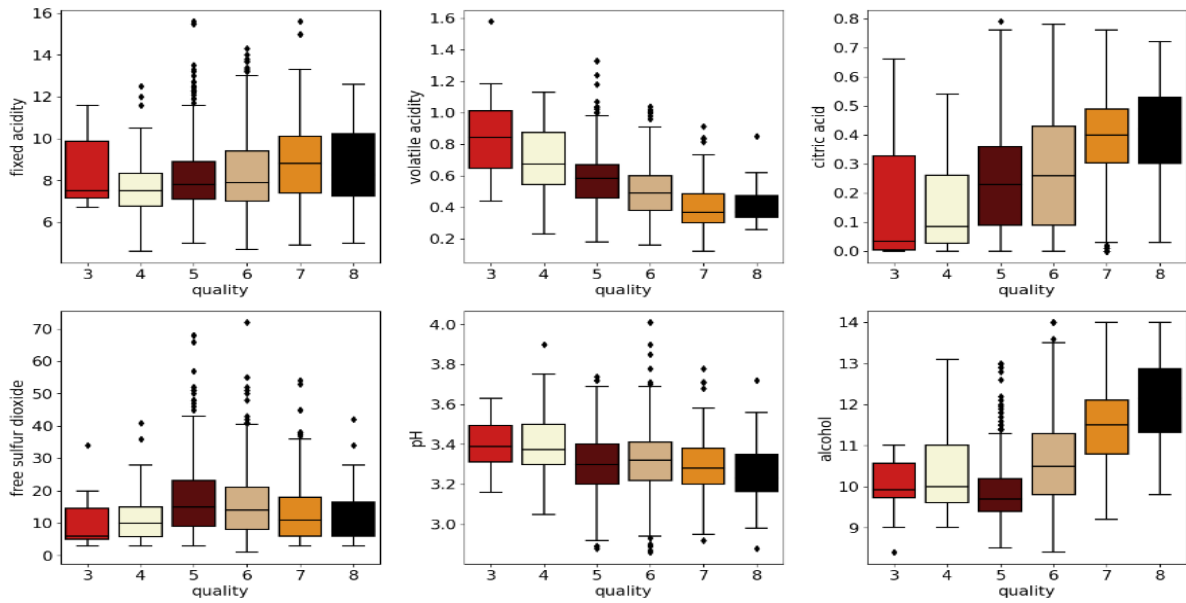 fixed acidity
16
14
12
10
8
6
3 4 5 6 7 8
quality
volatile acidity
1.6
1.4
1.2
1.0
0.8
0.6
0.4
0.2
3 4 5 6 7 8
quality
citric acid
0.8
0.7
0.6
0.5
0.4
0.3
0.2
0.1
0.0
3 4 5 6 7 8
quality
free sulfur dioxide
70
60
50
40
30
20
10
0
3 4 5 6 7 8
quality
pH
4.0
3.8
3.6
3.4
3.2
3.0
3 4 5 6 7 8
quality
alcohol
14
13
12
11
10
9
3 4 5 6 7 8
quality